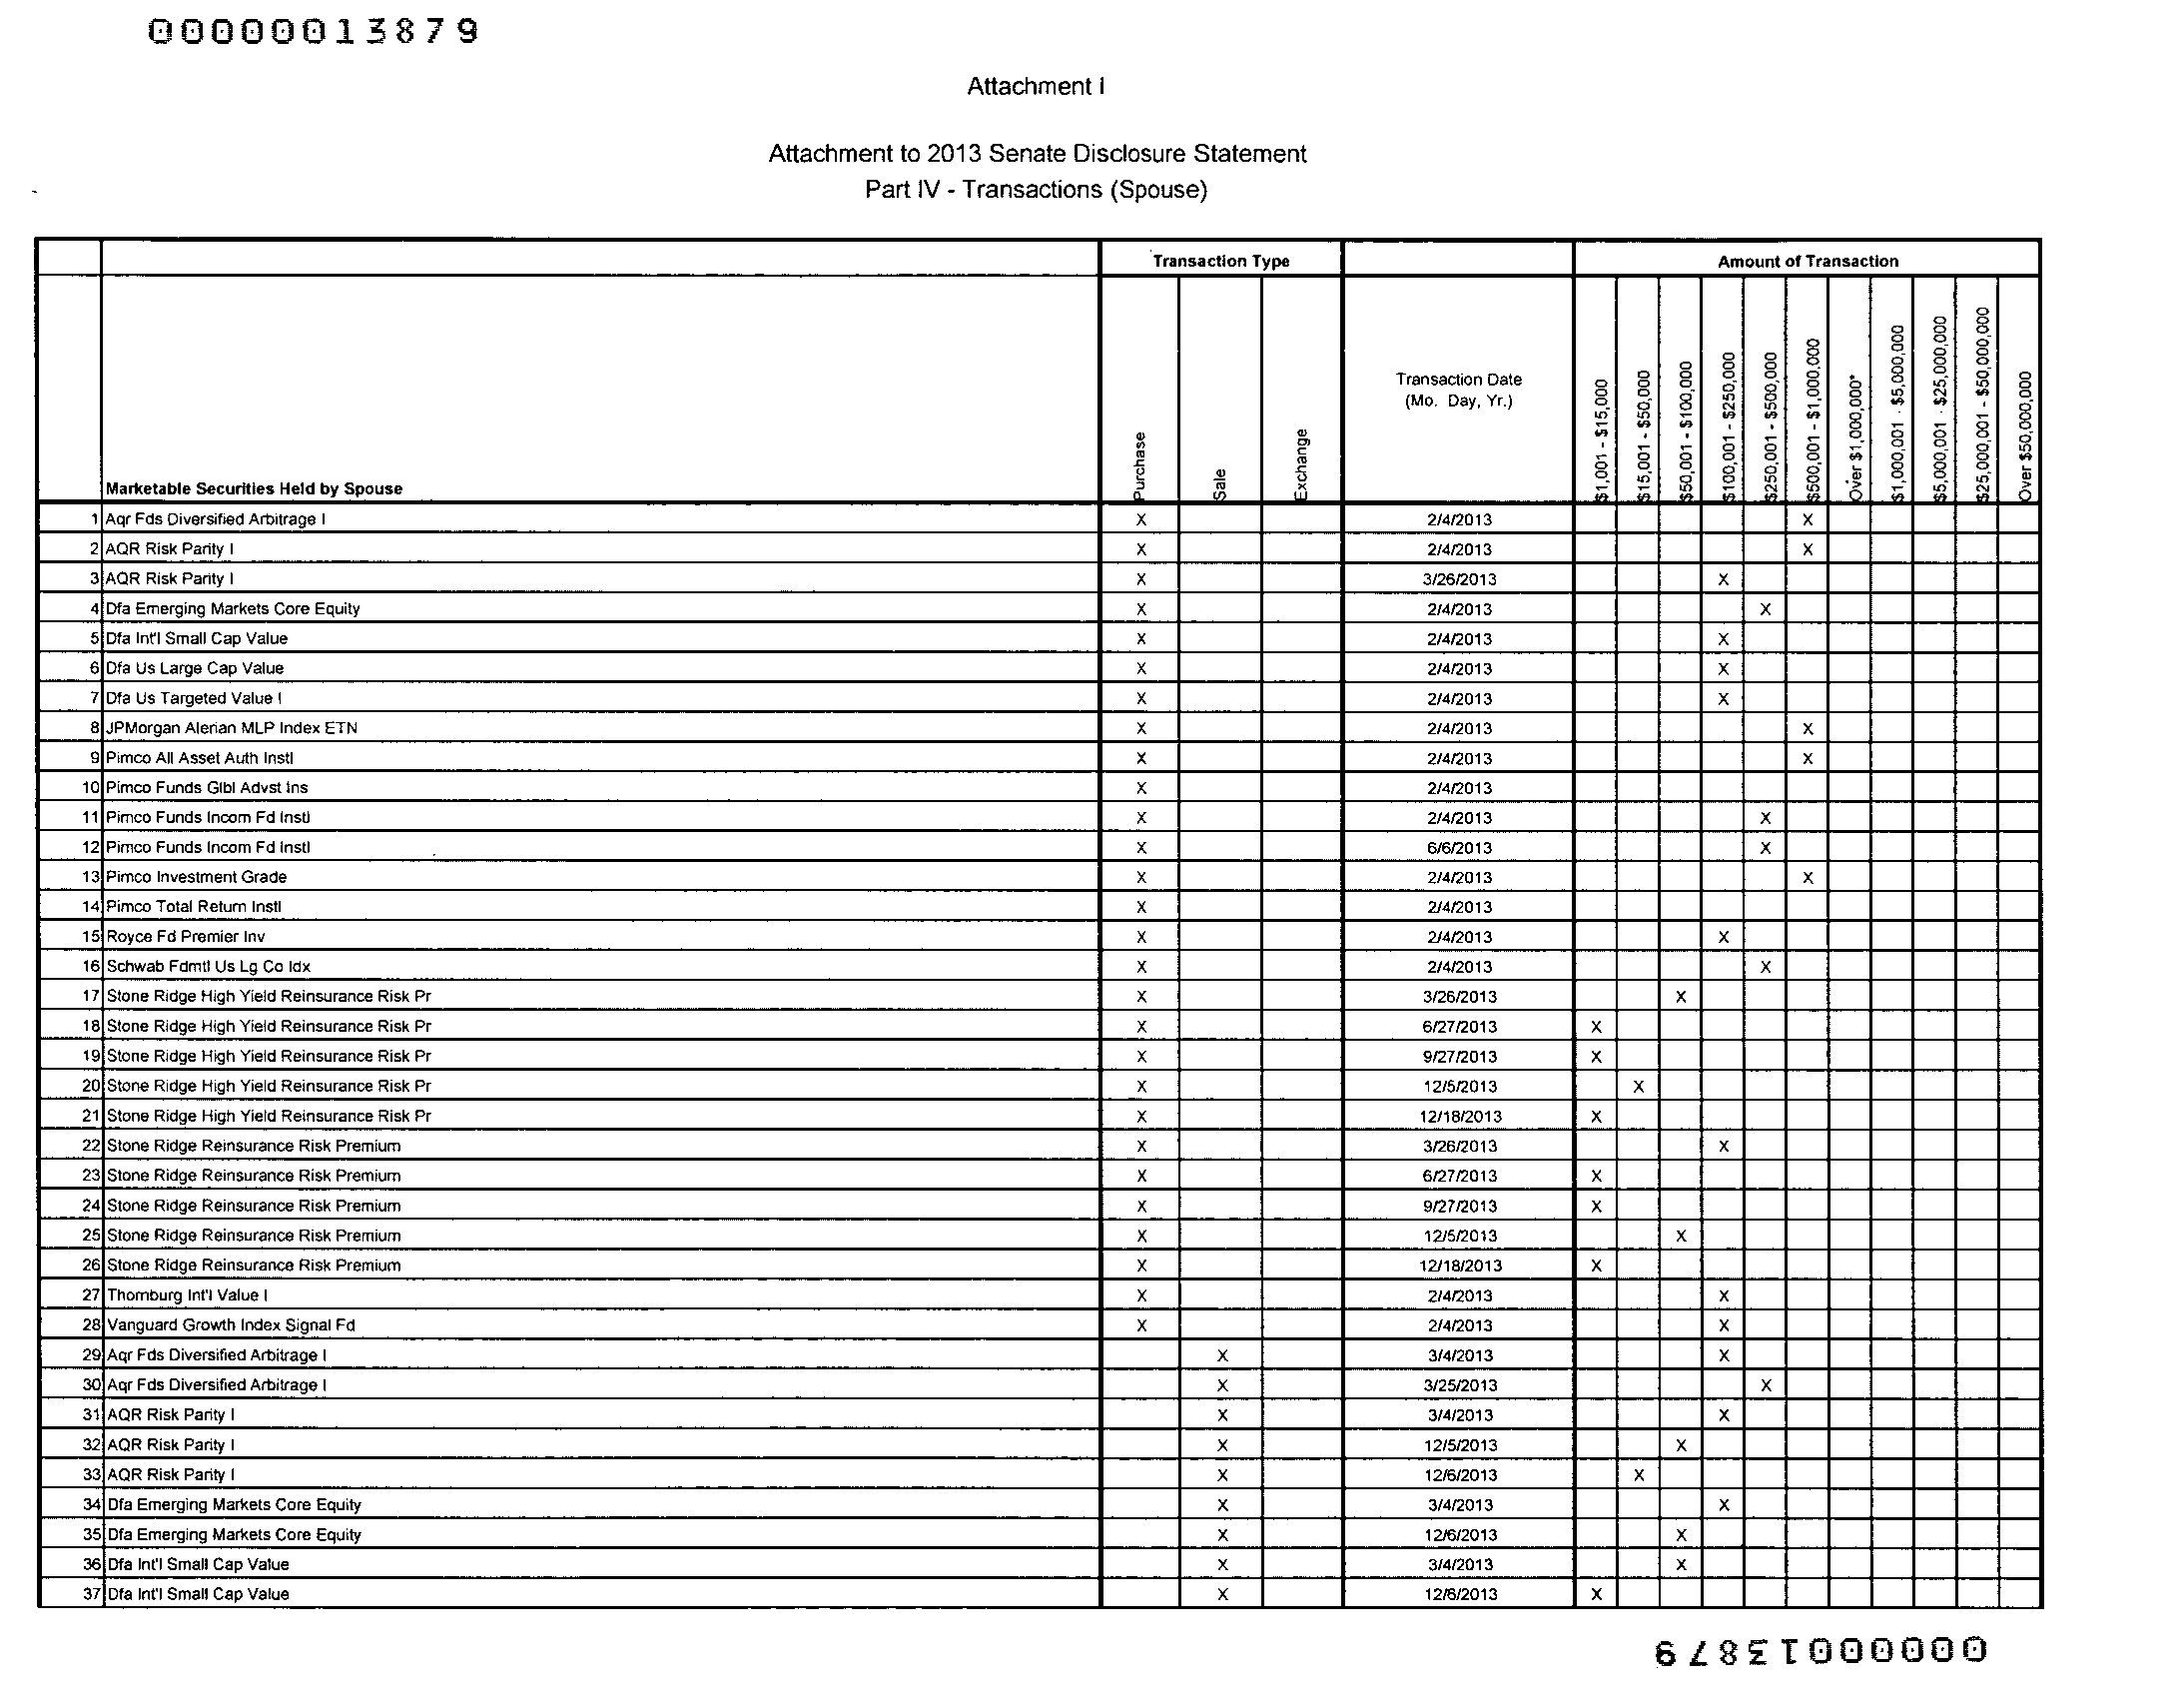 00000013879
Attachment I
Attachment to 2013 Senate Disclosure Statement
Part IV - Transactions (Spouse)
Transaction Type Amount of Transaction
Marketable Securities Held by Spouse Purchase Sale Exchange Transaction Date (Mo. Day, Yr.) $1,001 - $15,000 $15,001 - $50,000 $50,001 - $100,000 $100,001 - $250,000 $250,001 - $500,000 $500,001 - $1,000,000 Over $1,000,000* $1,000,001 - $5,000,000 $5,000,001 - $25,000,000 $25,000,001 - $50,000,000 Over $50,000,000
1 Aqr Fds Diversified Arbitrage I X 2/4/2013 X
2 AQR Risk Parity I X 2/4/2013 X
3 AQR Risk Parity I X 3/26/2013 X
4 Dfa Emerging Markets Core Equity X 2/4/2013 X
5 Dfa Int'l Small Cap Value X 2/4/2013 X
6 Dfa Us Large Cap Value X 2/4/2013 X
7 Dfa Us Targeted Value I X 2/4/2013 X
8 JPMorgan Alerian MLP Index ETN X 2/4/2013 X
9 Pimco All Asset Auth Instl X 2/4/2013 X
10 Pimco Funds Glbl Advst Ins X 2/4/2013
11 Pimco Funds Incom Fd Instl X 2/4/2013 X
12 Pimco Funds Incom Fd Instl X 6/6/2013 X
13 Pimco Investment Grade X 2/4/2013 X
14 Pimco Total Return Instl X 2/4/2013
15 Royce Fd Premier Inv X 2/4/2013 X
16 Schwab Fdmtl Us Lg Co Idx X 2/4/2013 X
17 Stone Ridge High Yield Reinsurance Risk Pr X 3/26/2013 X
18 Stone Ridge High Yield Reinsurance Risk Pr X 6/27/2013 X
19 Stone Ridge High Yield Reinsurance Risk Pr X 9/27/2013 X
20 Stone Ridge High Yield Reinsurance Risk Pr X 12/5/2013 X
21 Stone Ridge High Yield Reinsurance Risk Pr X 12/18/2013 X
22 Stone Ridge Reinsurance Risk Premium X 3/26/2013 X
23 Stone Ridge Reinsurance Risk Premium X 6/27/2013 X
24 Stone Ridge Reinsurance Risk Premium X 9/27/2013 X
25 Stone Ridge Reinsurance Risk Premium X 12/5/2013 X
26 Stone Ridge Reinsurance Risk Premium X 12/18/2013 X
27 Thornburg Int'l Value I X 2/4/2013 X
28 Vanguard Growth Index Signal Fd X 2/4/2013 X
29 Aqr Fds Diversified Arbitrage I X 3/4/2013 X
30 Aqr Fds Diversified Arbitrage I X 3/25/2013 X
31 AQR Risk Parity I X 3/4/2013 X
32 AQR Risk Parity I X 12/5/2013 X
33 AQR Risk Parity I X 12/6/2013 X
34 Dfa Emerging Markets Core Equity X 3/4/2013 X
35 Dfa Emerging Markets Core Equity X 12/6/2013 X
36 Dfa Int'l Small Cap Value X 3/4/2013 X
37 Dfa Int'l Small Cap Value X 12/6/2013 X
00000013879